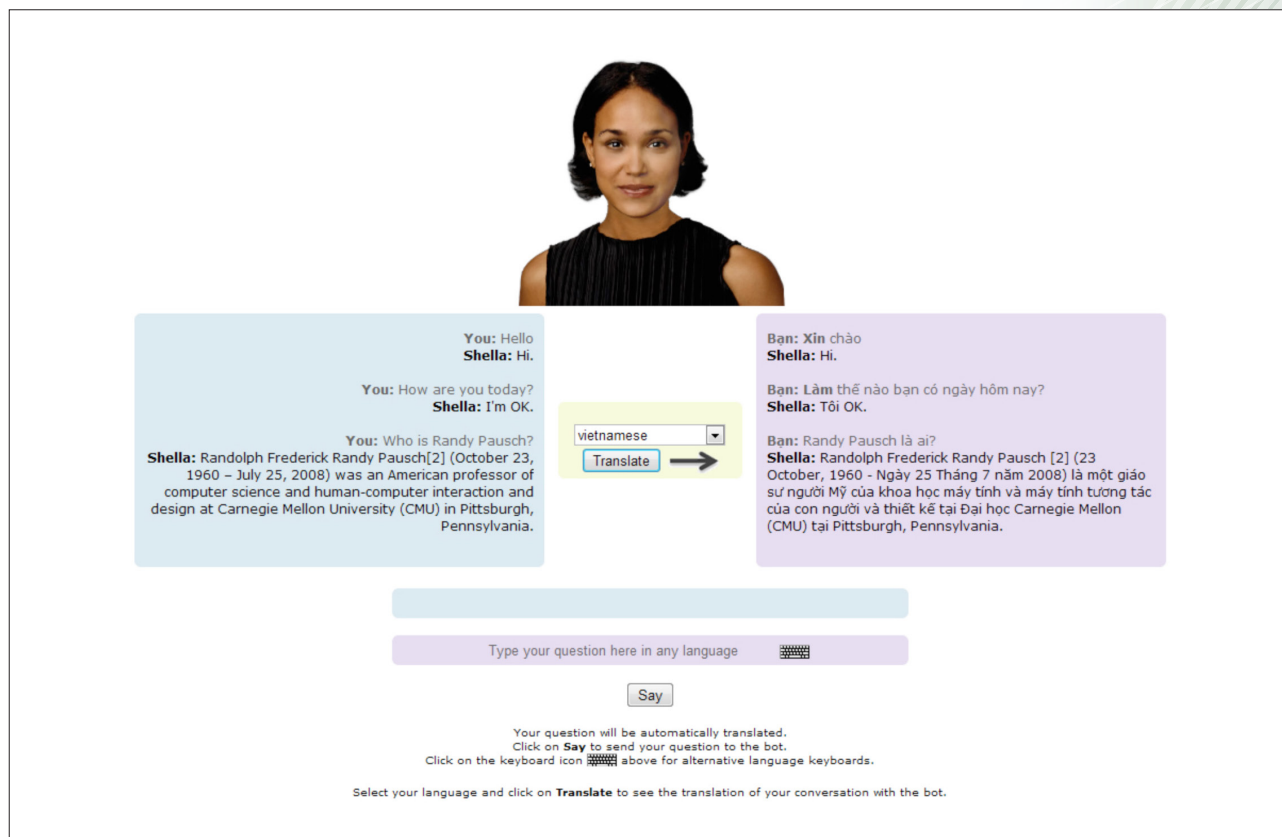 You: Hello
Shella: Hi.
You: How are you today?
Shella: I'm OK.
You: Who is Randy Pausch?
Shella: Randolph Frederick Randy Pausch[2] (October 23,
1960 – July 25, 2008) was an American professor of
computer science and human-computer interaction and
design at Carnegie Mellon University (CMU) in Pittsburgh,
Pennsylvania.
vietnamese
Translate
Bạn: Xin chào
Shella: Hi.
Bạn: Làm thế nào bạn có ngày hôm nay?
Shella: Tôi OK.
Bạn: Randy Pausch là ai?
Shella: Randolph Frederick Randy Pausch [2] (23
October, 1960 - Ngày 25 Tháng 7 năm 2008) là một giáo
sư người Mỹ của khoa học máy tính và máy tính tương tác
của con người và thiết kế tại Đại học Carnegie Mellon
(CMU) tại Pittsburgh, Pennsylvania.
Type your question here in any language
Say
Your question will be automatically translated.
Click on Say to send your question to the bot.
Click on the keyboard icon above for alternative language keyboards.
Select your language and click on Translate to see the translation of your conversation with the bot.